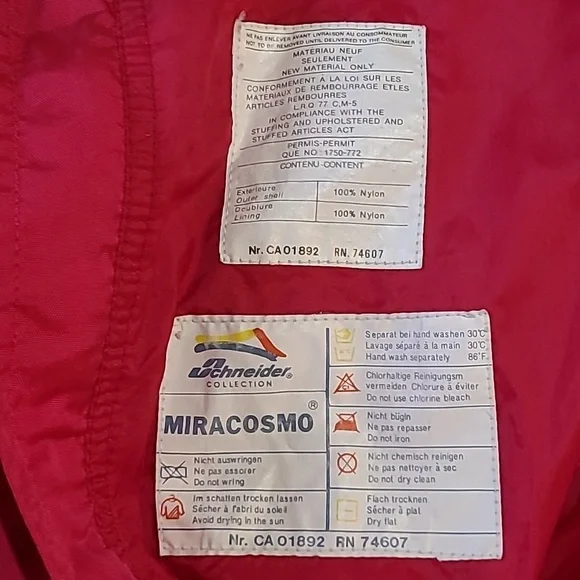 NE PAS ENLEVER AVANT LIVRAISON AU CONSOMMATEUR
NOT TO BE REMOVED UNTIL DELIVERED TO THE CONSUMER
MATERIAU NEUF
SEULEMENT
NEW MATERIAL ONLY
CONFORMEMENT A LA LOI SUR LES
MATERIAUX DE REMBOURRAGE ETLES
ARTICLES REMBOURRES
L.R.Q 77 C,M-5
IN COMPLIANCE WITH THE
STUFFING AND UPHOLSTERED AND
STUFFED ARTICLES ACT
PERMIS-PERMIT
QUE NO: 1750-772
CONTENU-CONTENT
Exterieure
Outer shell 100% Nylon
Doublure
Lining 100% Nylon
Nr. CA01892 RN. 74607
Schneider®
COLLECTION
MIRACOSMO ®
Nicht auswringen
Ne pas essorer
Do not wring
Im schatten trocken lassen
Sécher à l'abri du soleil
Avoid drying in the sun
Separat bei hand waschen 30°C
Lavage séparé à la main 30°C
Hand wash separately 86°F
Chlorhaltige Reinigungsm
vermeiden Chlorure à éviter
Do not use chlorine bleach
Nicht bügln
Ne pas repasser
Do not iron
Nicht chemisch reinigen
Ne pas nettoyer à sec
Do not dry clean
Flach trocknen
Sécher à plat
Dry flat
Nr. CA 01892 RN 74607